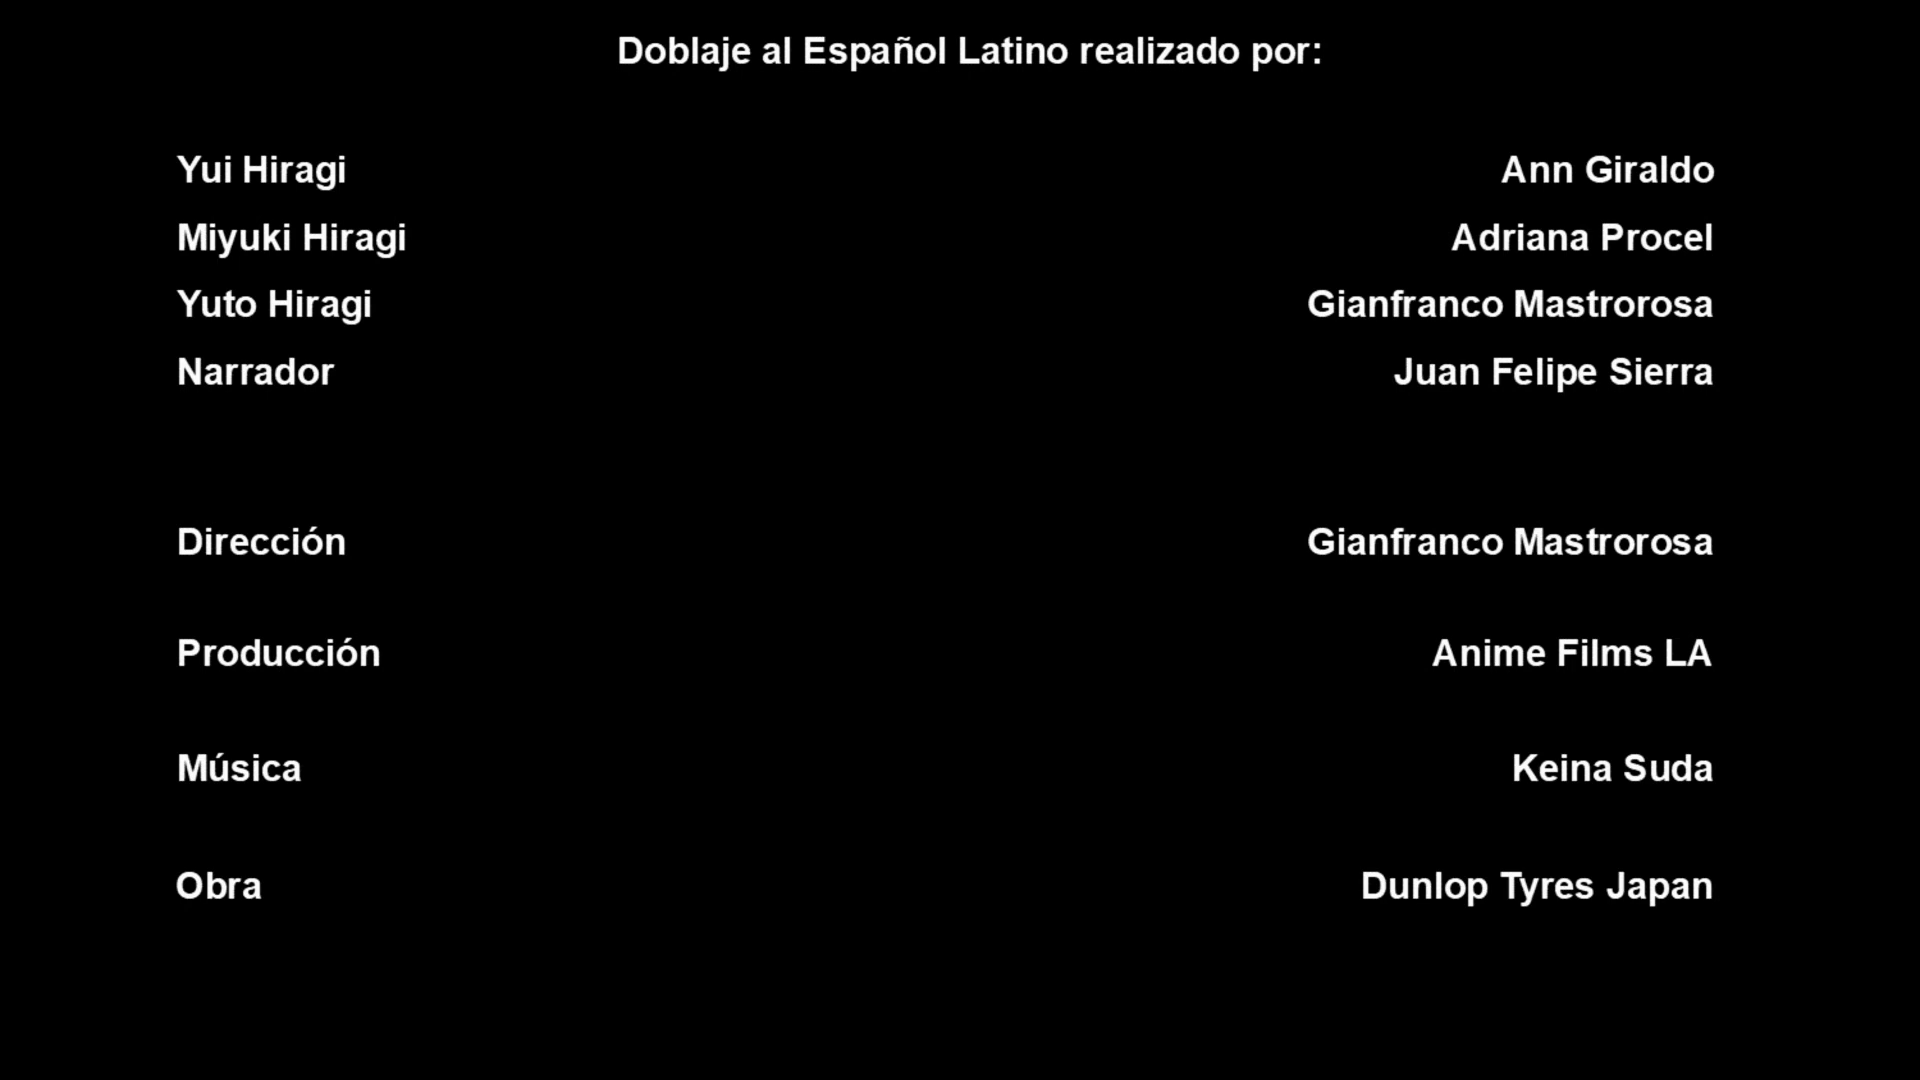 Doblaje al Español Latino realizado por:
Yui Hiragi Ann Giraldo
Miyuki Hiragi Adriana Procel
Yuto Hiragi Gianfranco Mastrorosa
Narrador Juan Felipe Sierra
Dirección Gianfranco Mastrorosa
Producción Anime Films LA
Música Keina Suda
Obra Dunlop Tyres Japan